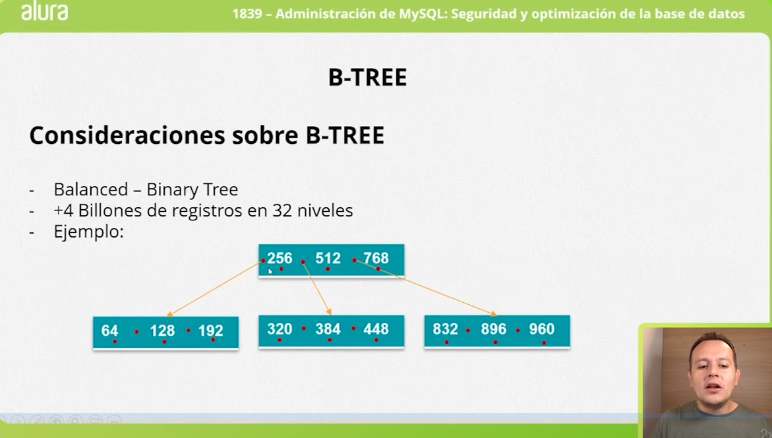 alura
1839 – Administración de MySQL: Seguridad y optimización de la base de datos
B-TREE
Consideraciones sobre B-TREE
- Balanced – Binary Tree
- +4 Billones de registros en 32 niveles
- Ejemplo:
256 512 768
64 128 192
320 384 448
832 896 960